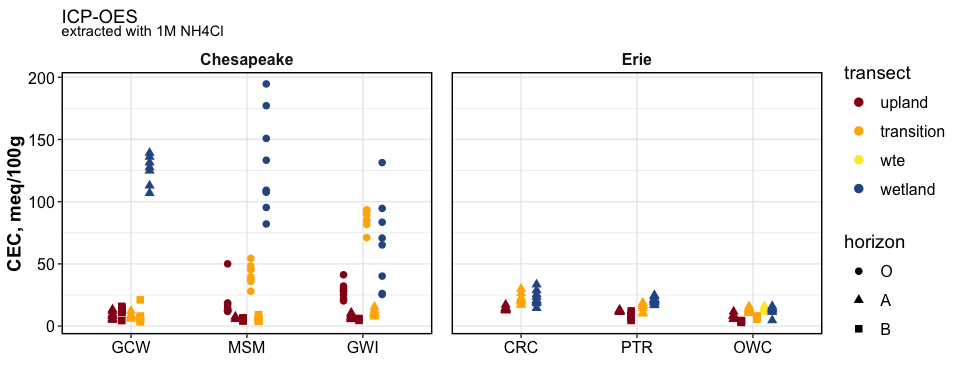 ICP-OES
extracted with 1M NH4Cl
Chesapeake
Erie
CEC, meq/100g
200
150
100
50
0
GCW
MSM
GWI
CRC
PTR
OWC
transect
upland
transition
wte
wetland
horizon
O
A
B